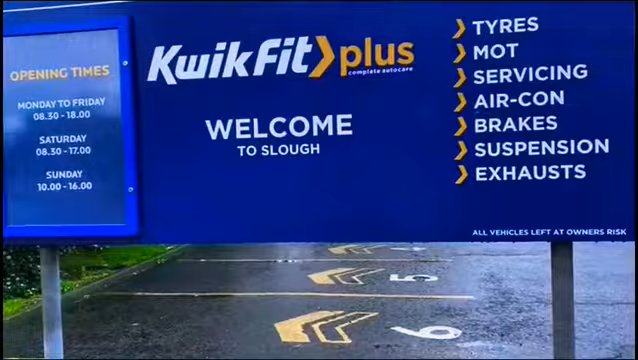 OPENING TIMES
MONDAY TO FRIDAY
08.30 - 18.00
SATURDAY
08.30 - 17.00
SUNDAY
10.00 - 16.00
KwikFit plus
complete autocare
WELCOME
TO SLOUGH
TYRES
MOT
SERVICING
AIR-CON
BRAKES
SUSPENSION
EXHAUSTS
ALL VEHICLES LEFT AT OWNERS RISK
5
6